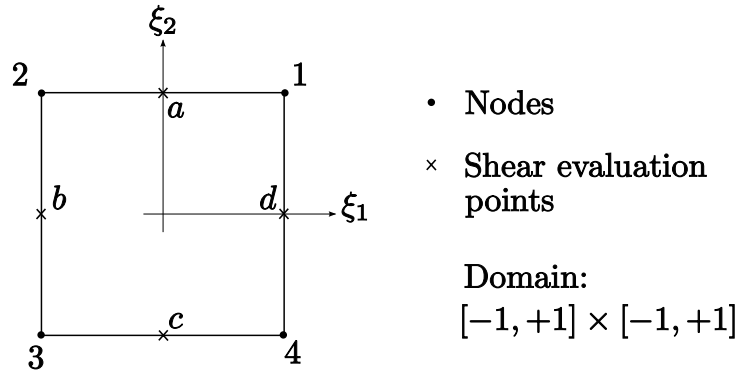 ξ₂
2
1
a
b
d
ξ₁
c
3
4
• Nodes
× Shear evaluation
points
Domain:
[−1, +1] × [−1, +1]